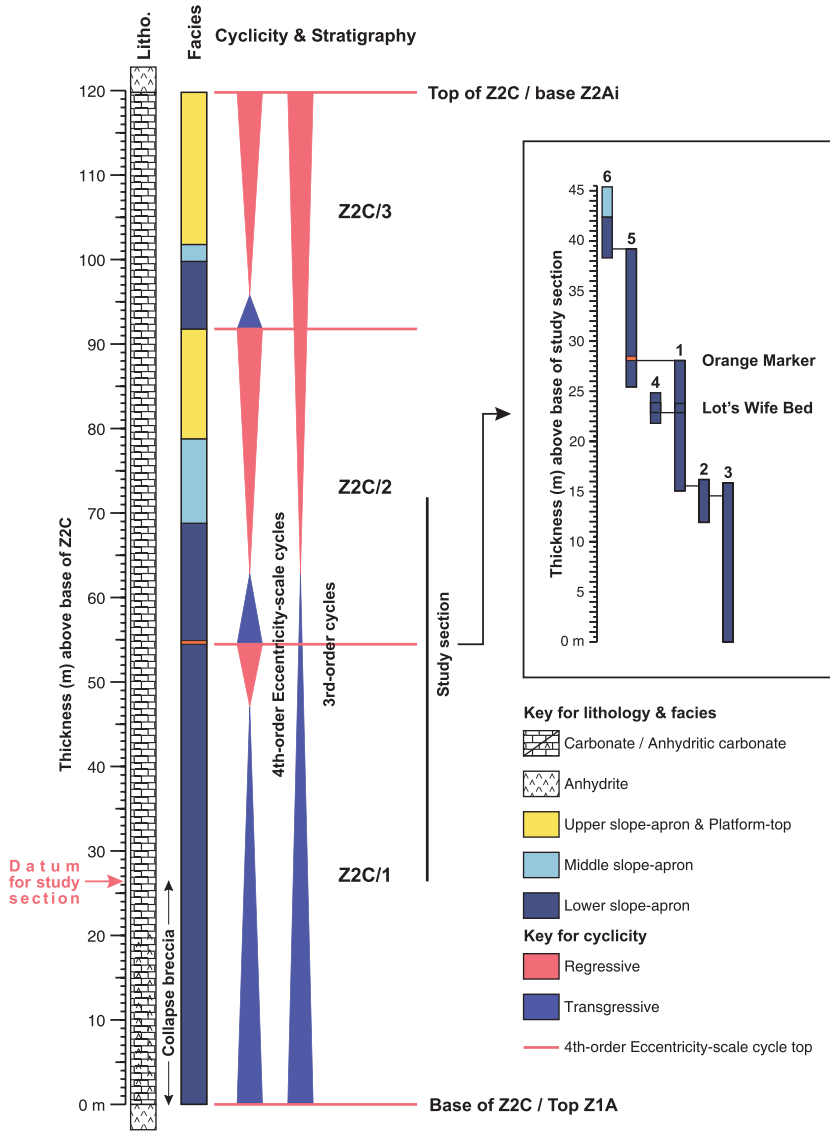 Litho.
Facies
Cyclicity & Stratigraphy
Thickness (m) above base of Z2C
120
110
100
90
80
70
60
50
40
30
20
10
0 m
Datum
for study
section
Collapse breccia
4th-order Eccentricity-scale cycles
3rd-order cycles
Top of Z2C / base Z2Ai
Z2C/3
Z2C/2
Z2C/1
Base of Z2C / Top Z1A
Study section
Thickness (m) above base of study section
45
40
35
30
25
20
15
10
5
0 m
6
5
4
1
2
3
Orange Marker
Lot's Wife Bed
Key for lithology & facies
Carbonate / Anhydritic carbonate
Anhydrite
Upper slope-apron & Platform-top
Middle slope-apron
Lower slope-apron
Key for cyclicity
Regressive
Transgressive
4th-order Eccentricity-scale cycle top